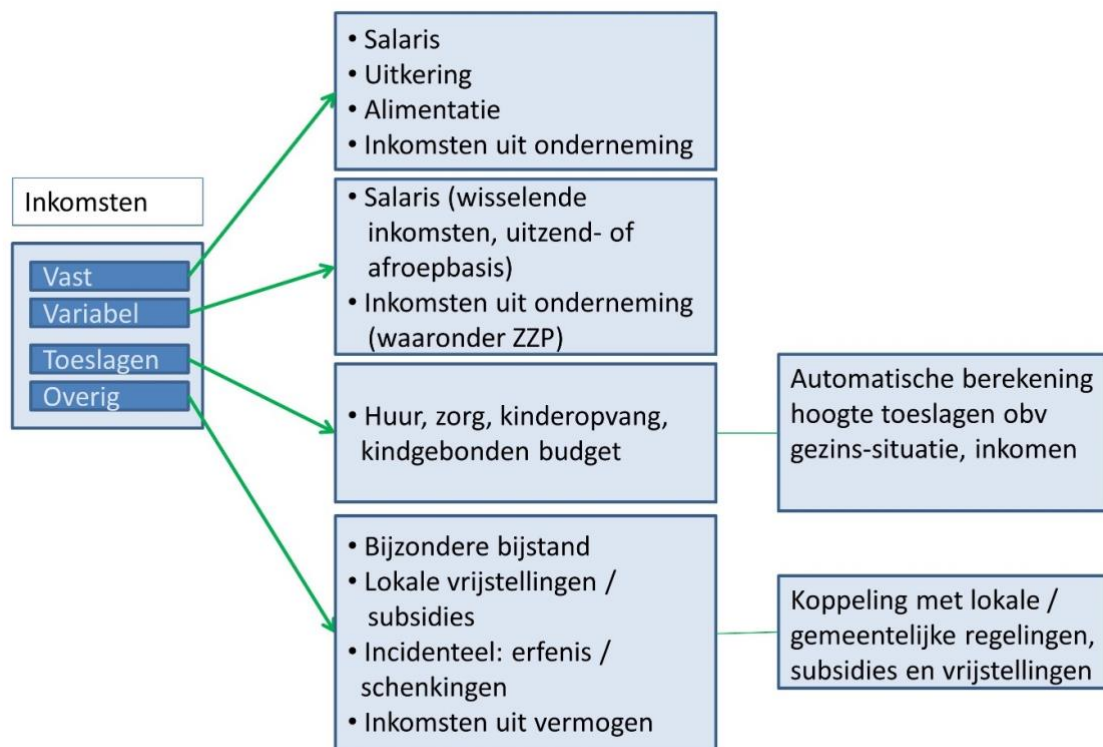 Inkomsten
Vast
Variabel
Toeslagen
Overig
• Salaris
• Uitkering
• Alimentatie
• Inkomsten uit onderneming
• Salaris (wisselende
inkomsten, uitzend- of
afroepbasis)
• Inkomsten uit onderneming
(waaronder ZZP)
• Huur, zorg, kinderopvang,
kindgebonden budget
Automatische berekening
hoogte toeslagen obv
gezins-situatie, inkomen
• Bijzondere bijstand
• Lokale vrijstellingen /
subsidies
• Incidenteel: erfenis /
schenkingen
• Inkomsten uit vermogen
Koppeling met lokale /
gemeentelijke regelingen,
subsidies en vrijstellingen